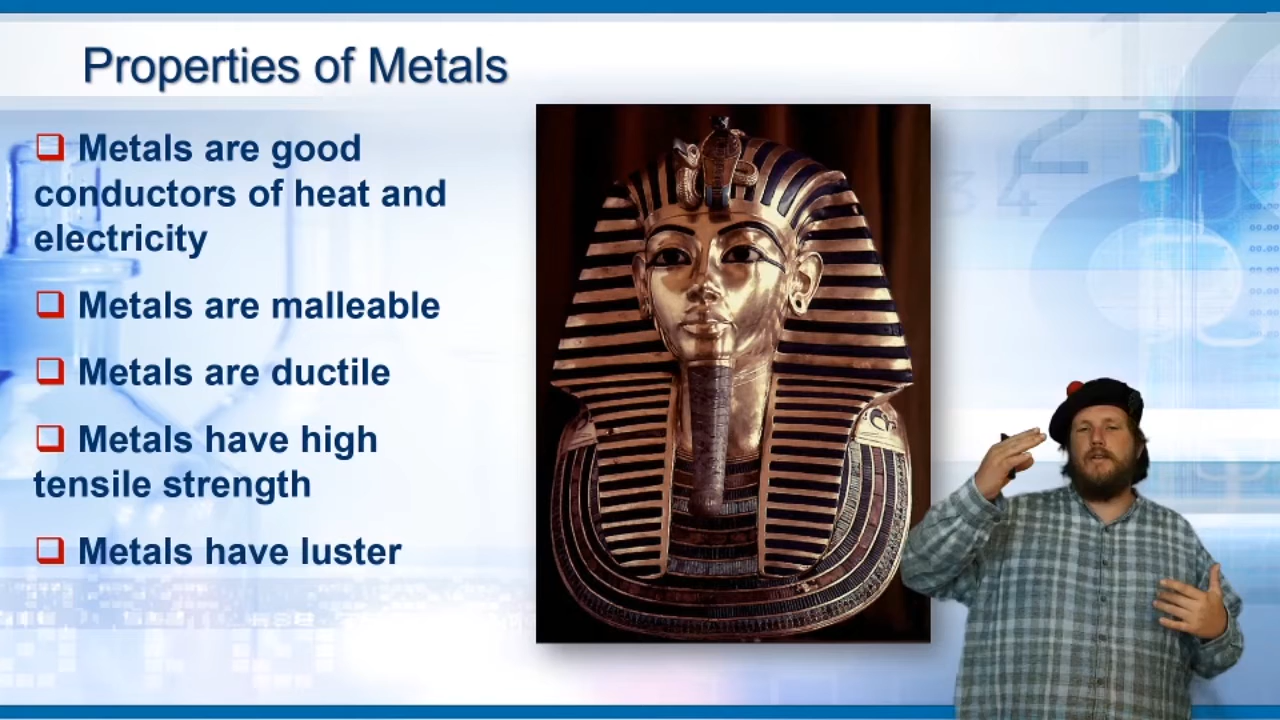 Properties of Metals
Metals are good
conductors of heat and
electricity
Metals are malleable
Metals are ductile
Metals have high
tensile strength
Metals have luster